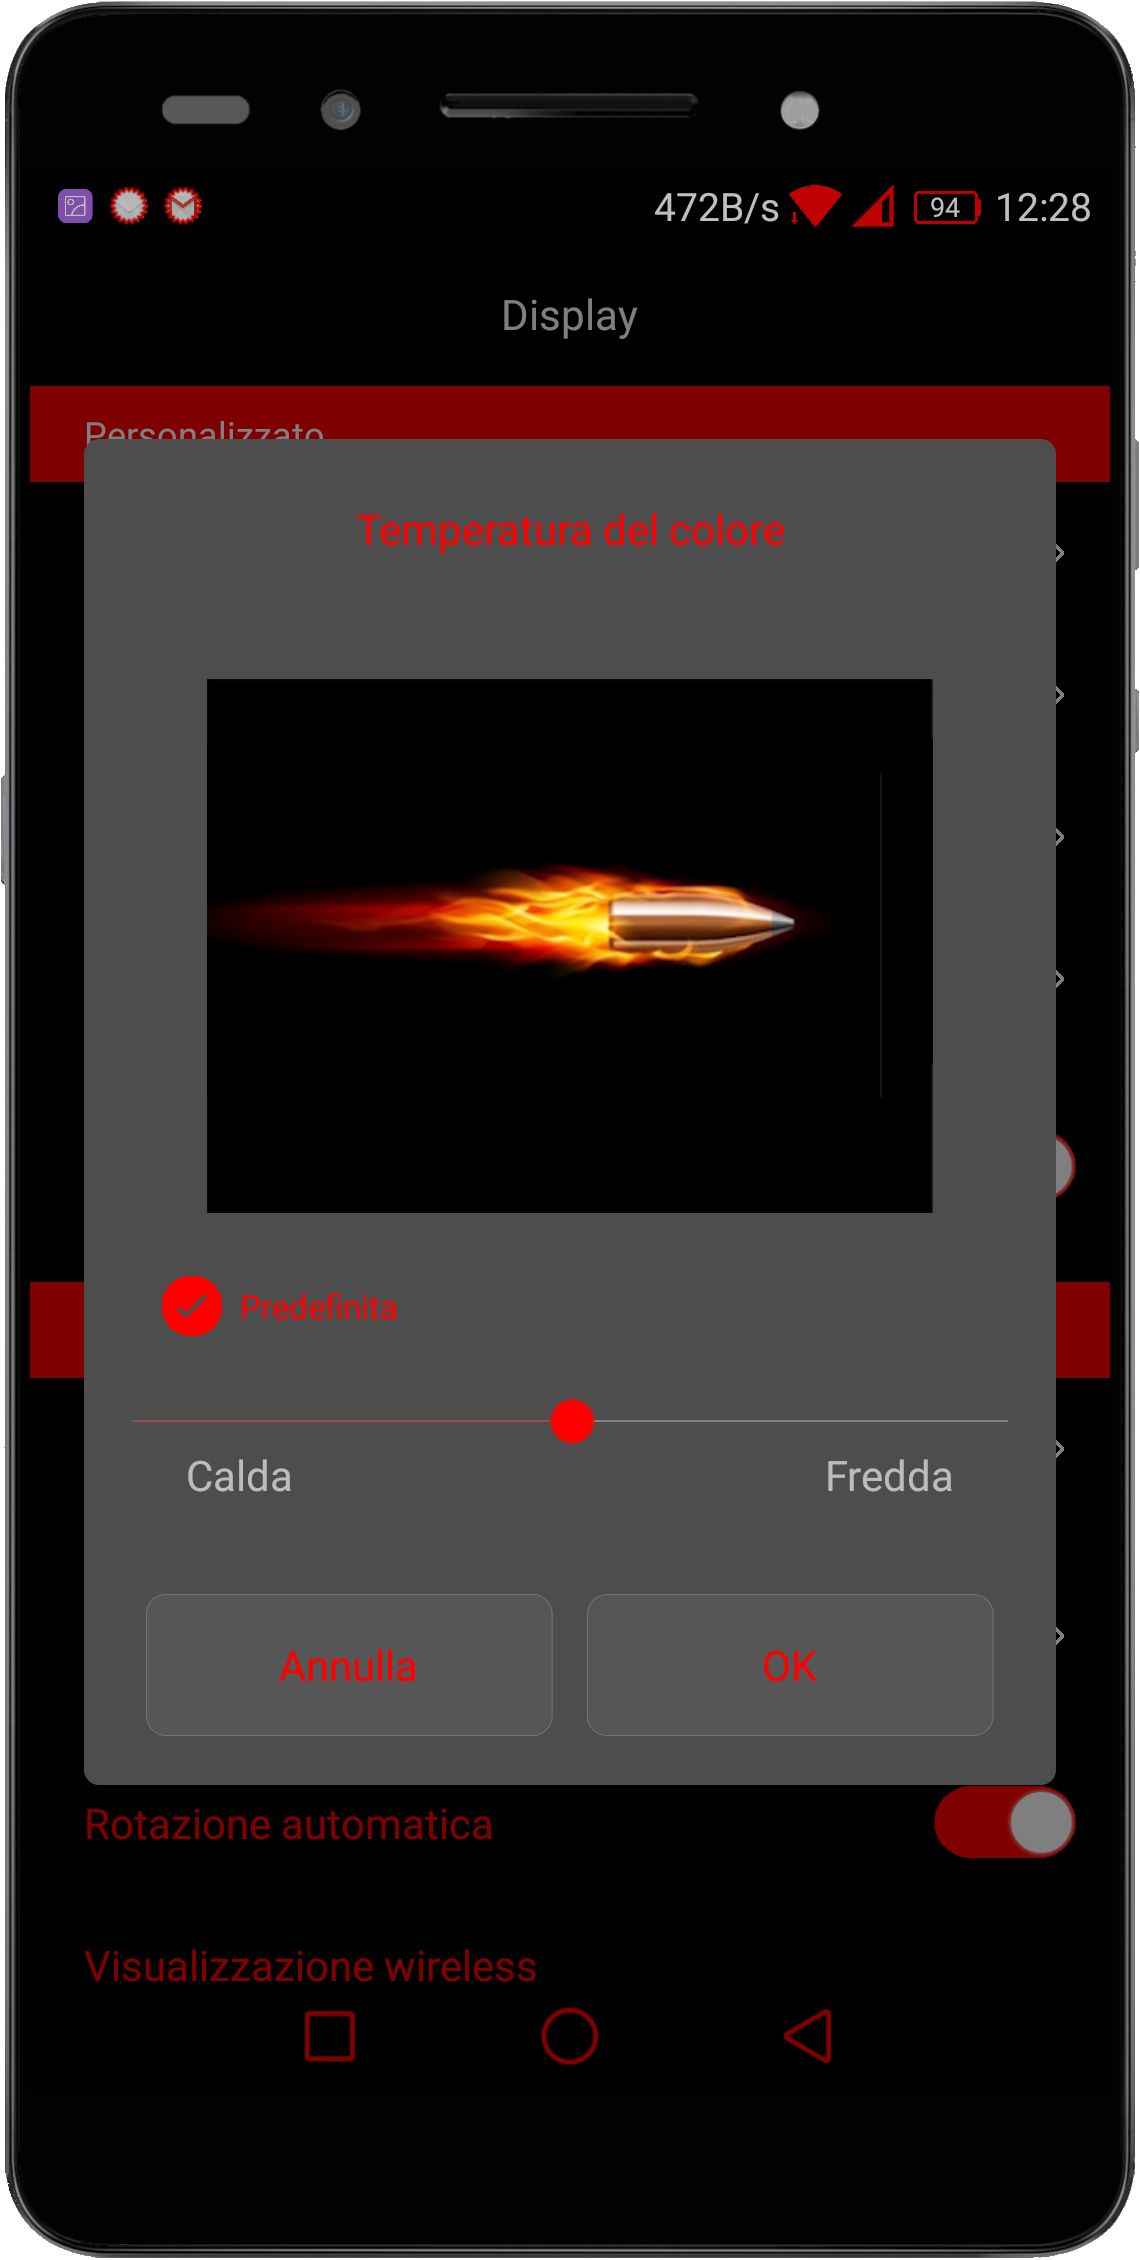 472B/s 94 12:28
Display
Personalizzato
Temperatura del colore
Predefinita
Calda Fredda
Annulla OK
Rotazione automatica
Visualizzazione wireless